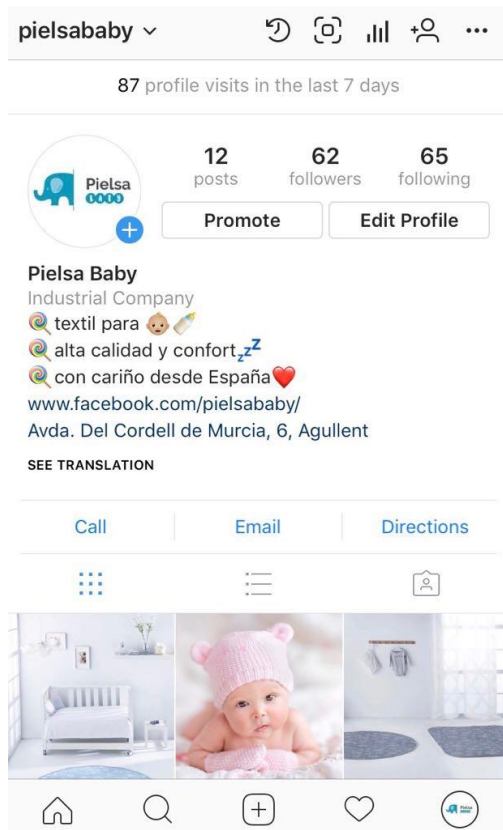 pielsababy
87 profile visits in the last 7 days
12 62 65
posts followers following
Pielsa
BABY
Promote Edit Profile
Pielsa Baby
Industrial Company
🍭 textil para 👶🏼🍼
🍭 alta calidad y confort💤
🍭 con cariño desde España❤️
www.facebook.com/pielsababy/
Avda. Del Cordell de Murcia, 6, Agullent
SEE TRANSLATION
Call Email Directions